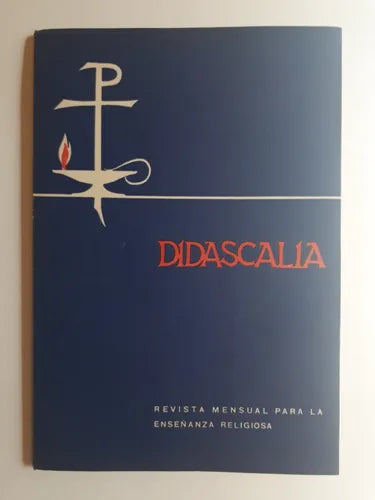 DIDASCALIA
REVISTA MENSUAL PARA LA
ENSEÑANZA RELIGIOSA